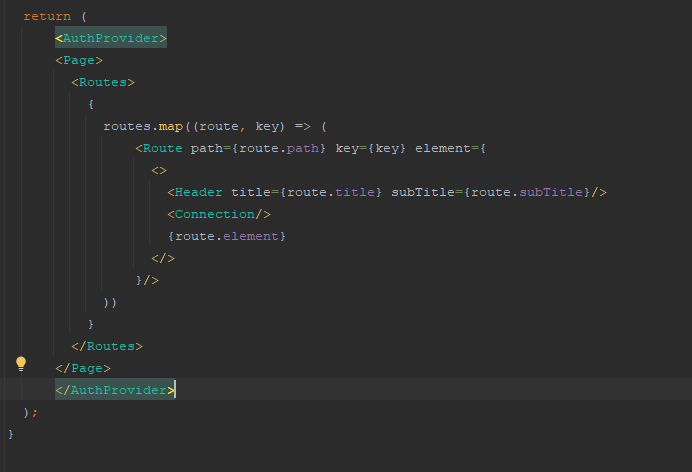 return (
<AuthProvider>
<Page>
<Routes>
{
routes.map((route, key) => (
<Route path={route.path} key={key} element={
<>
<Header title={route.title} subTitle={route.subTitle}/>
<Connection/>
{route.element}
</>
}/>
))
}
</Routes>
</Page>
</AuthProvider>
);
}